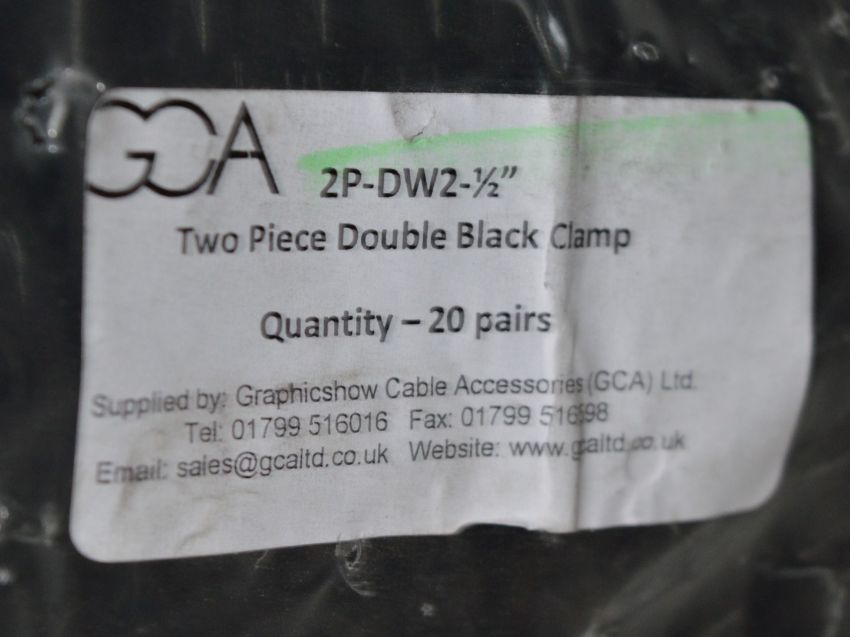 GCA
2P-DW2-½”
Two Piece Double Black Clamp
Quantity – 20 pairs
Supplied by: Graphicshow Cable Accessories (GCA) Ltd.
Tel: 01799 516016 Fax: 01799 516598
Email: sales@gcaltd.co.uk Website: www.gcaltd.co.uk